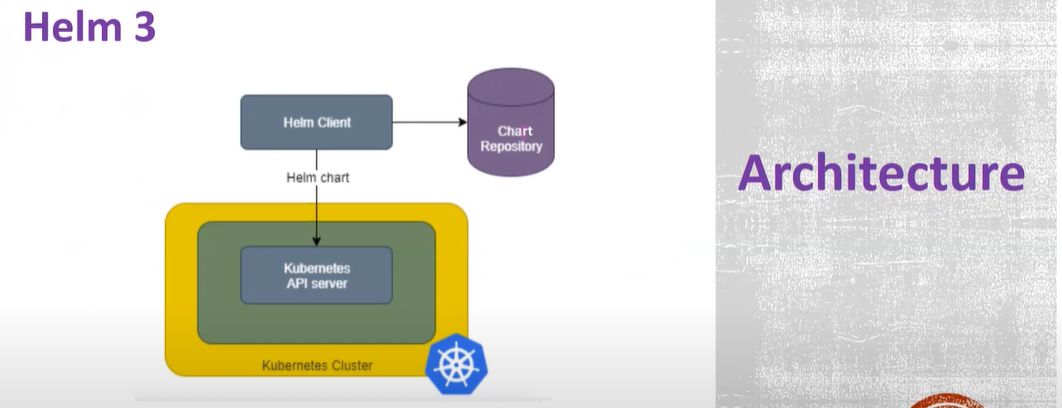 Helm 3
Helm Client
Chart
Repository
Helm chart
Kubernetes
API server
Kubernetes Cluster
Architecture